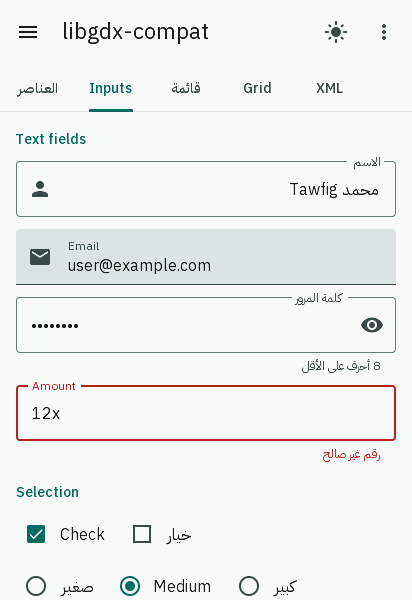 libgdx-compat
العناصر Inputs قائمة Grid XML
Text fields
الاسم
محمد Tawfig
Email
user@example.com
كلمة المرور
••••••••
8 أحرف على الأقل
Amount
12x
رقم غير صالح
Selection
Check خيار
صغير Medium كبير